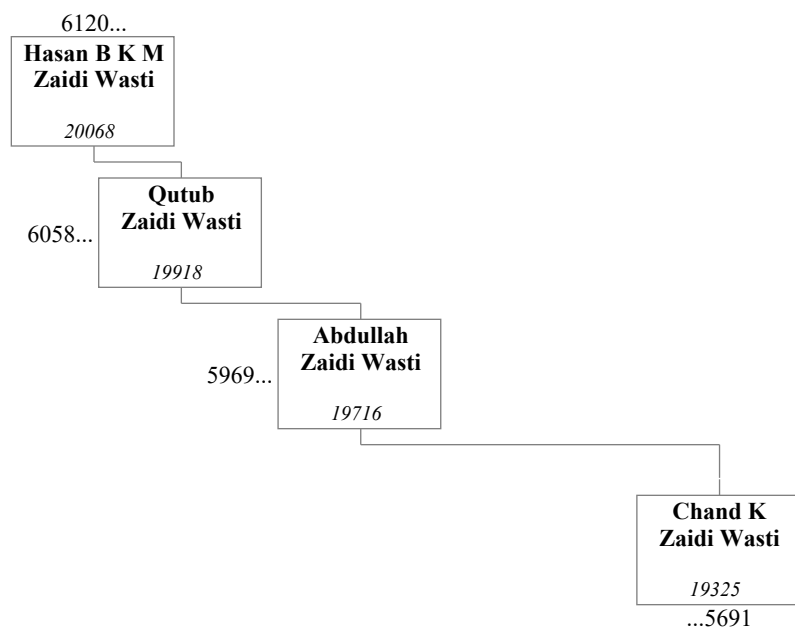 6120...
Hasan B K M
Zaidi Wasti
20068
Qutub
Zaidi Wasti
6058...
19918
Abdullah
Zaidi Wasti
5969...
19716
Chand K
Zaidi Wasti
19325
...5691